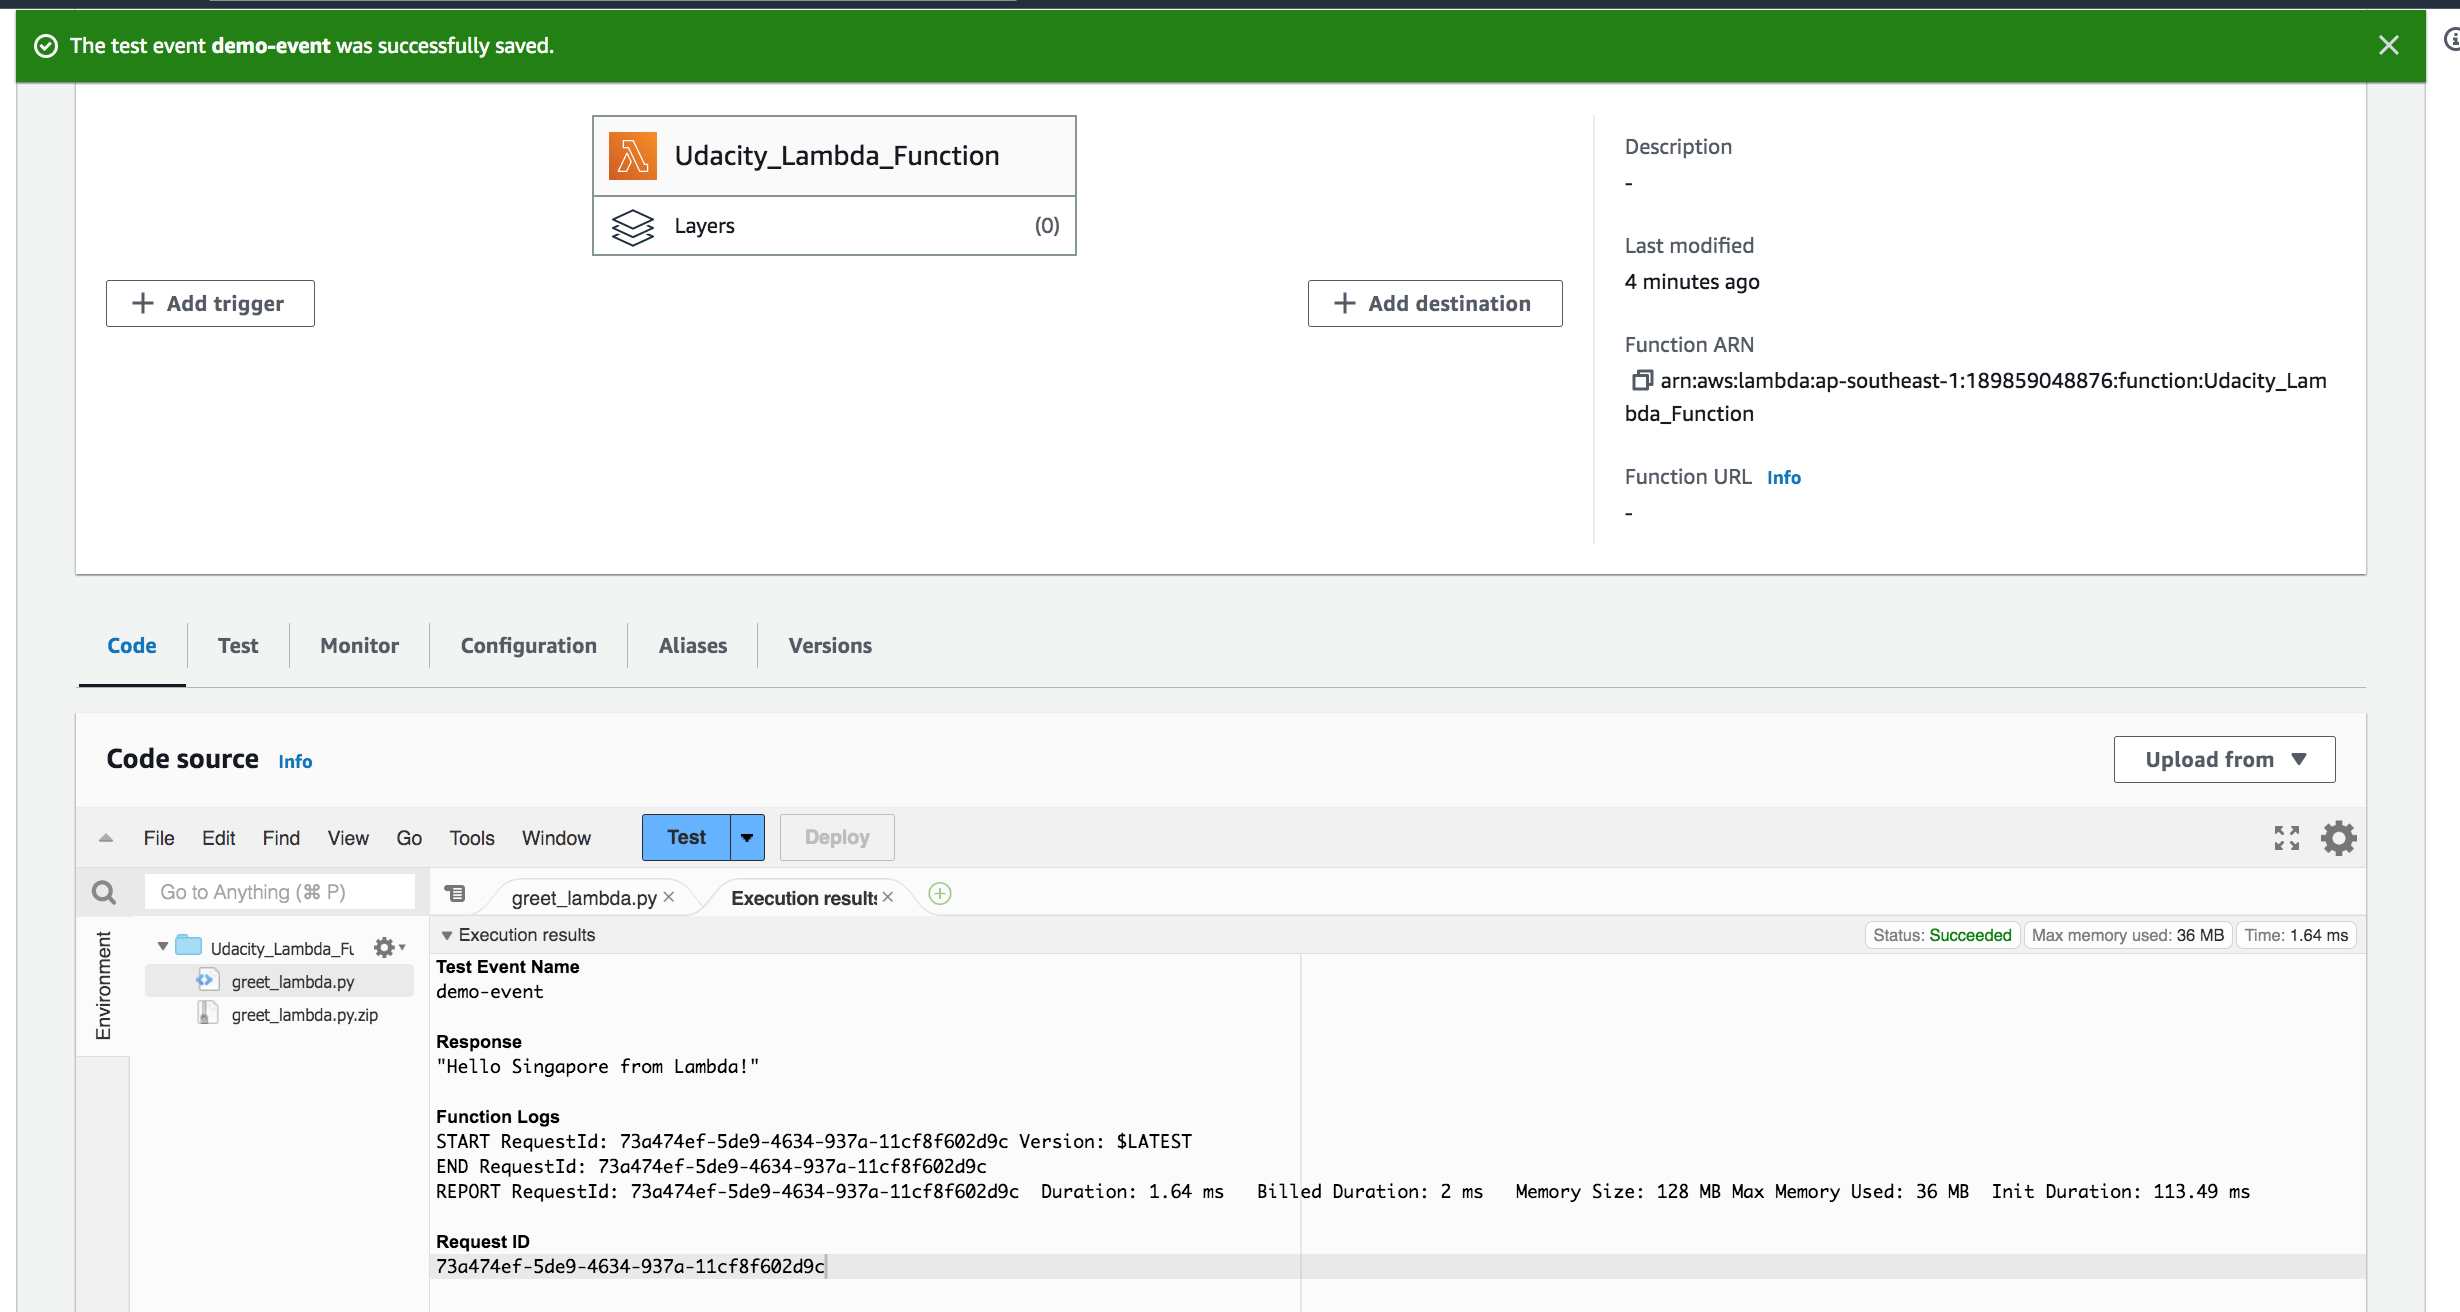 The test event demo-event was successfully saved.
Udacity_Lambda_Function
Layers (0)
Add trigger
Add destination
Description
-
Last modified
4 minutes ago
Function ARN
arn:aws:lambda:ap-southeast-1:189859048876:function:Udacity_Lam
bda_Function
Function URL Info
-
Code Test Monitor Configuration Aliases Versions
Code source Info
Upload from
File Edit Find View Go Tools Window Test Deploy
Go to Anything (⌘ P)
greet_lambda.py Execution results
Environment
Udacity_Lambda_Fu
greet_lambda.py
greet_lambda.py.zip
Execution results
Status: Succeeded Max memory used: 36 MB Time: 1.64 ms
Test Event Name
demo-event
Response
"Hello Singapore from Lambda!"
Function Logs
START RequestId: 73a474ef-5de9-4634-937a-11cf8f602d9c Version: $LATEST
END RequestId: 73a474ef-5de9-4634-937a-11cf8f602d9c
REPORT RequestId: 73a474ef-5de9-4634-937a-11cf8f602d9c Duration: 1.64 ms Billed Duration: 2 ms Memory Size: 128 MB Max Memory Used: 36 MB Init Duration: 113.49 ms
Request ID
73a474ef-5de9-4634-937a-11cf8f602d9c